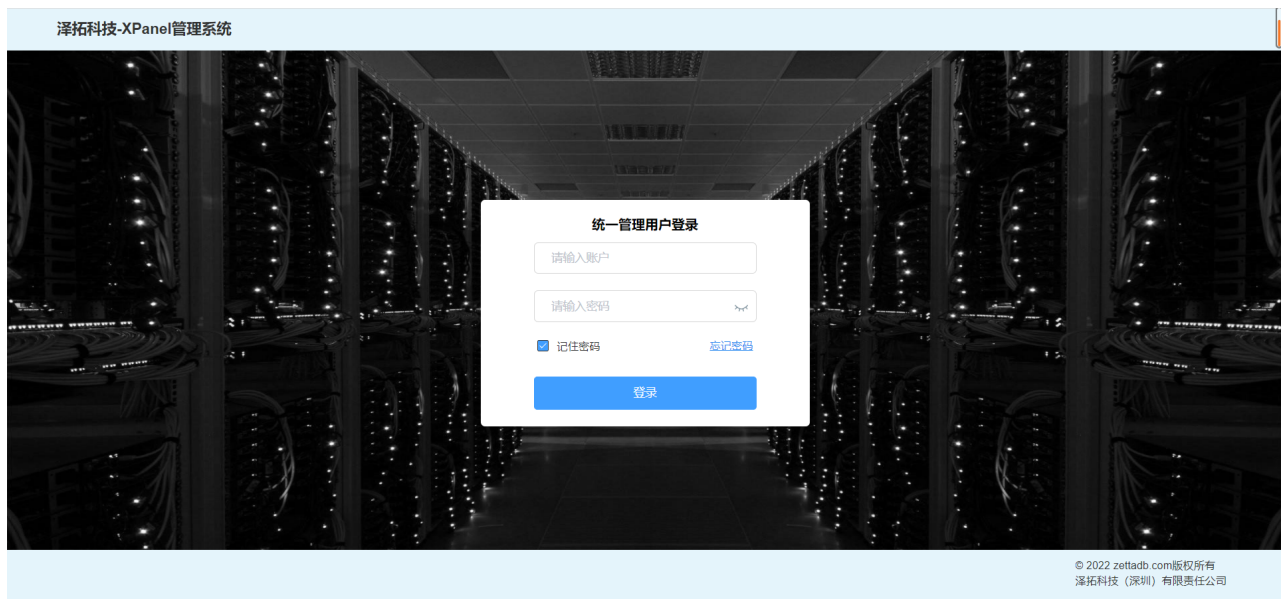 泽拓科技-XPanel管理系统
统一管理用户登录
请输入账户
请输入密码
记住密码 忘记密码
登录
© 2022 zettadb.com版权所有
泽拓科技（深圳）有限责任公司